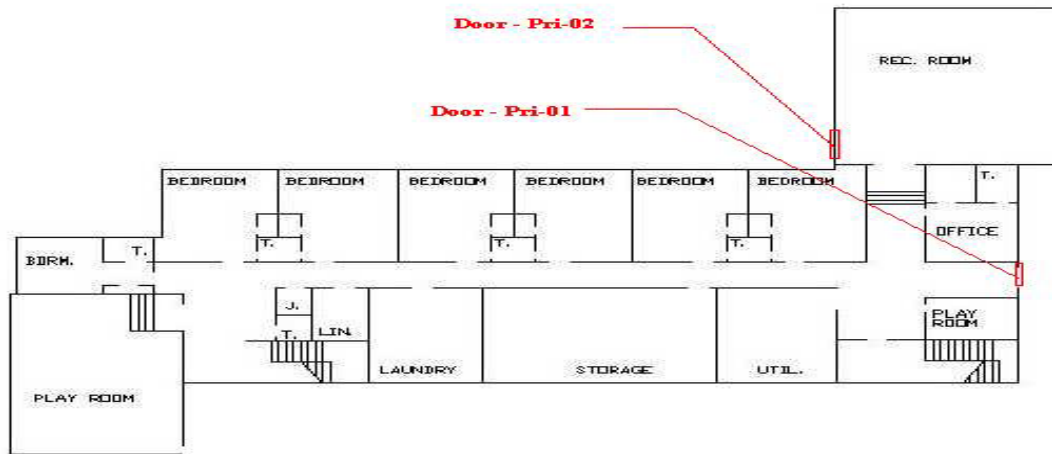 Door - Pri-02
REC. ROOM
Door - Pri-01
BEDROOM BEDROOM BEDROOM BEDROOM BEDROOM BEDROOM
T.
OFFICE
T. T. T.
T.
BDRM.
J.
T. LIN.
PLAY
ROOM
LAUNDRY STORAGE UTIL.
PLAY ROOM